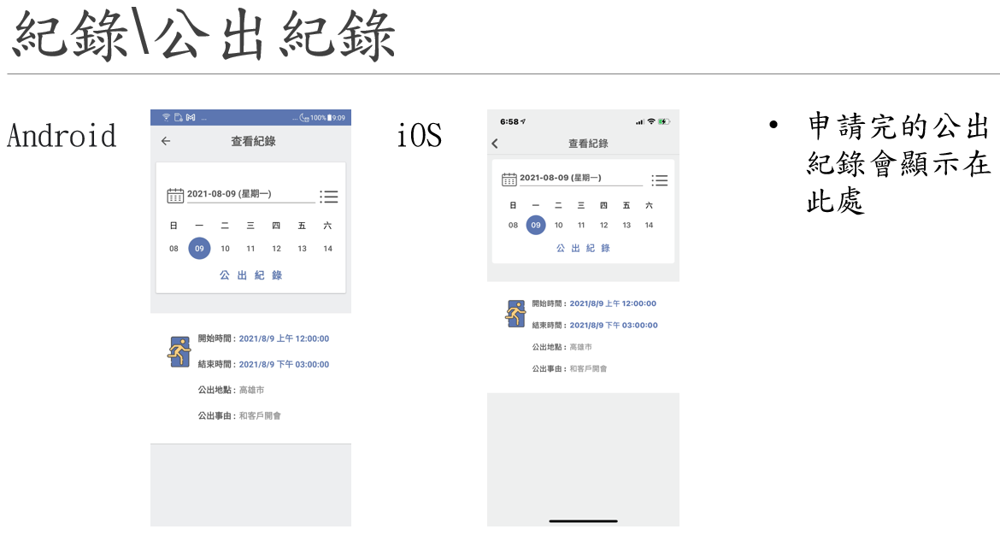 紀錄\公出紀錄
Android
... ... 100% 9:09
查看紀錄
2021-08-09 (星期一)
日 一 二 三 四 五 六
08 09 10 11 12 13 14
公出紀錄
開始時間：2021/8/9 上午 12:00:00
結束時間：2021/8/9 下午 03:00:00
公出地點：高雄市
公出事由：和客戶開會
iOS
6:58
查看紀錄
2021-08-09 (星期一)
日 一 二 三 四 五 六
08 09 10 11 12 13 14
公出紀錄
開始時間：2021/8/9 上午 12:00:00
結束時間：2021/8/9 下午 03:00:00
公出地點：高雄市
公出事由：和客戶開會
• 申請完的公出
紀錄會顯示在
此處